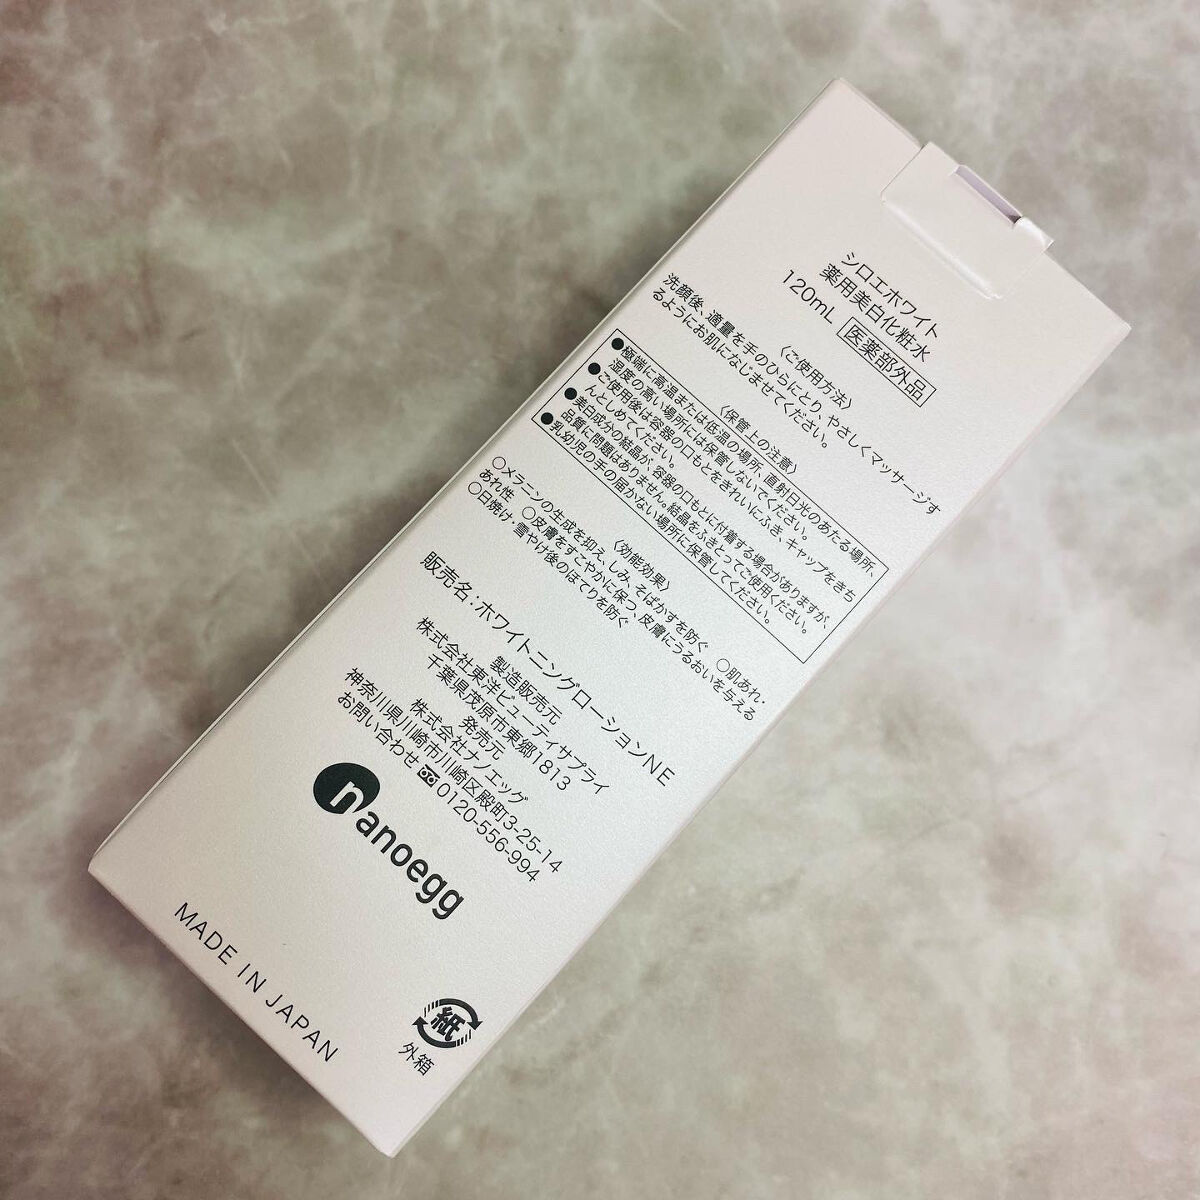 シロエホワイト
薬用美白化粧水
120mL 医薬部外品
〈ご使用方法〉
洗顔後、適量を手のひらにとり、やさしくマッサージす
るようにお肌になじませてください。
〈保管上の注意〉
●極端に高温または低温の場所、直射日光のあたる場所、
湿度の高い場所には保管しないでください。
●ご使用後は容器の口もとをきれいにふき、キャップをきち
んとしめてください。
●美白成分の結晶が、容器の口もとに付着する場合がありますが、
品質に問題はありません。結晶をふきとってご使用ください。
●乳幼児の手の届かない場所に保管してください。
〈効能効果〉
○メラニンの生成を抑え、しみ、そばかすを防ぐ ○肌あれ・
あれ性 ○皮膚をすこやかに保つ、皮膚にうるおいを与える
○日焼け・雪やけ後のほてりを防ぐ
販売名：ホワイトニングローションNE
製造販売元
株式会社東洋ビューティサプライ
千葉県茂原市東郷1813
発売元
株式会社ナノエッグ
神奈川県川崎市川崎区殿町3-25-14
お問い合わせ 0120-556-994
nanoegg
MADE IN JAPAN
紙
外箱